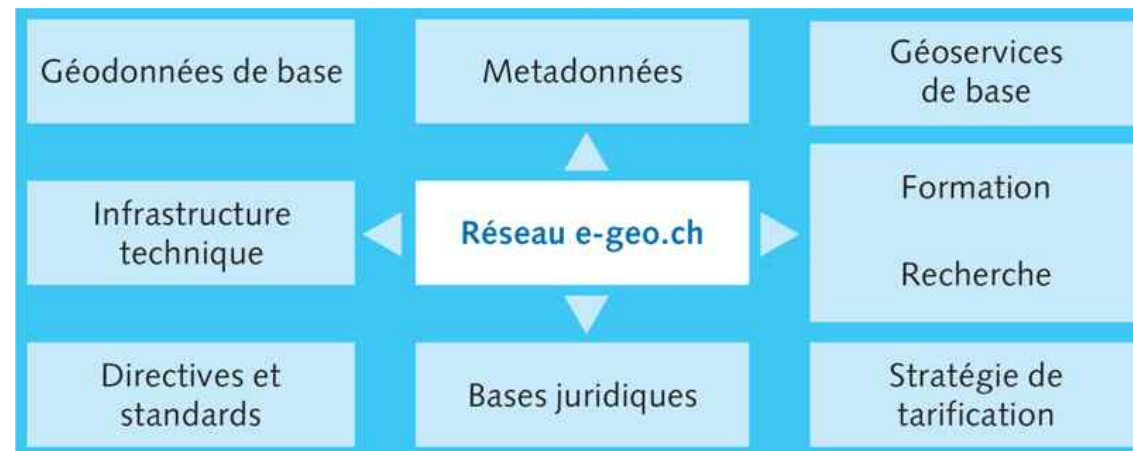 Géodonnées de base
Metadonnées
Géoservices
de base
Infrastructure
technique
Réseau e-geo.ch
Formation
Recherche
Directives et
standards
Bases juridiques
Stratégie de
tarification